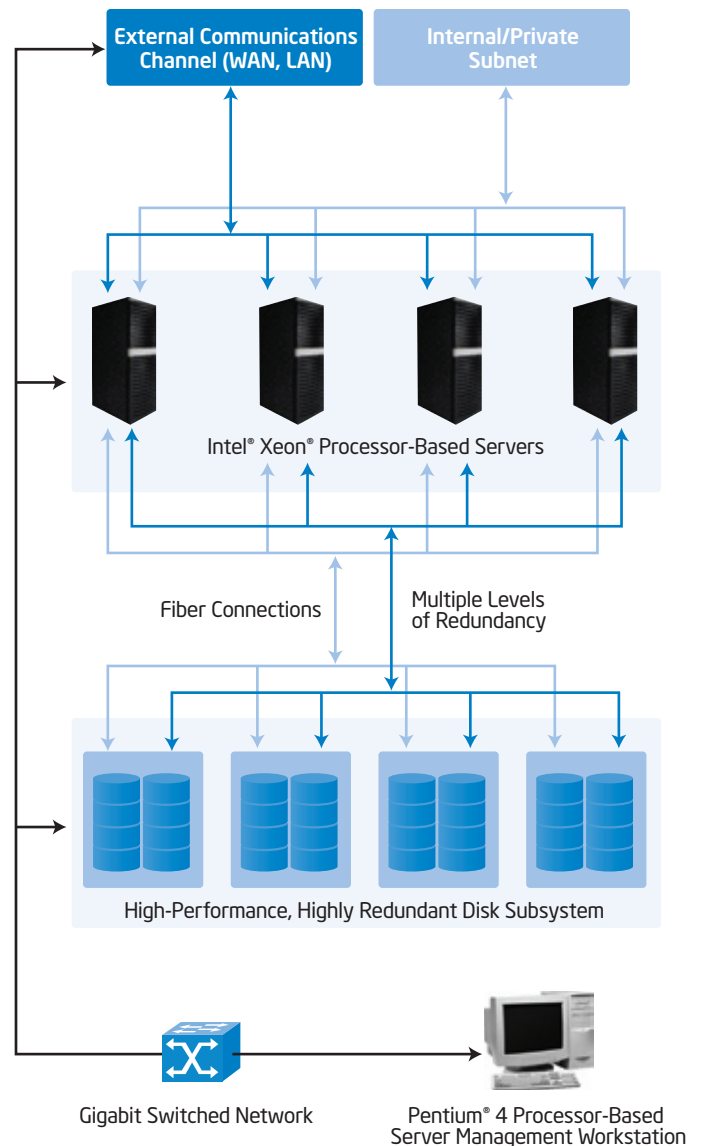 External Communications
Channel (WAN, LAN)
Internal/Private
Subnet
Intel® Xeon® Processor-Based Servers
Fiber Connections
Multiple Levels
of Redundancy
High-Performance, Highly Redundant Disk Subsystem
Gigabit Switched Network
Pentium® 4 Processor-Based
Server Management Workstation